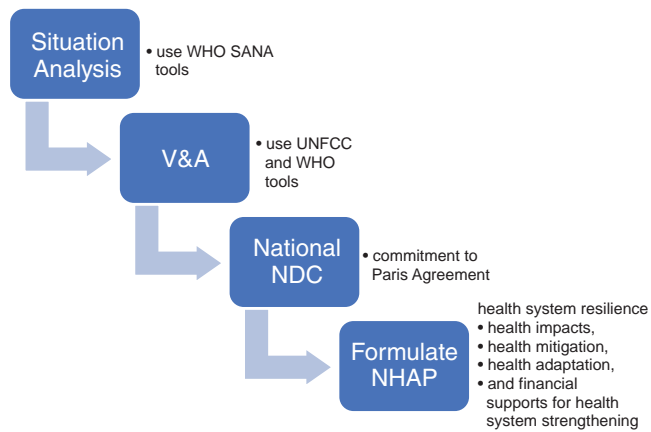 Situation
Analysis
• use WHO SANA
tools
V&A
• use UNFCC
and WHO
tools
National
NDC
• commitment to
Paris Agreement
Formulate
NHAP
health system resilience
• health impacts,
• health mitigation,
• health adaptation,
• and financial
supports for health
system strengthening